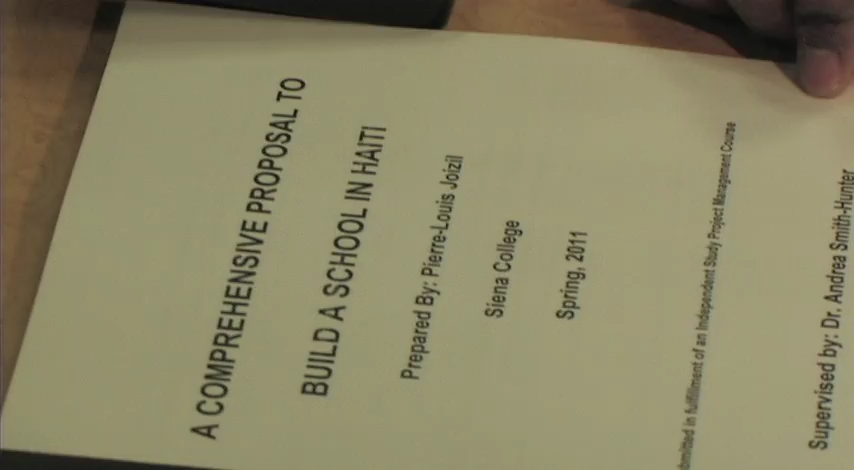 A COMPREHENSIVE PROPOSAL TO
BUILD A SCHOOL IN HAITI
Prepared By: Pierre-Louis Joizil
Siena College
Spring, 2011
in fulfillment of an Independent Study Project Management Course
Supervised by: Dr. Andrea Smith-Hunter